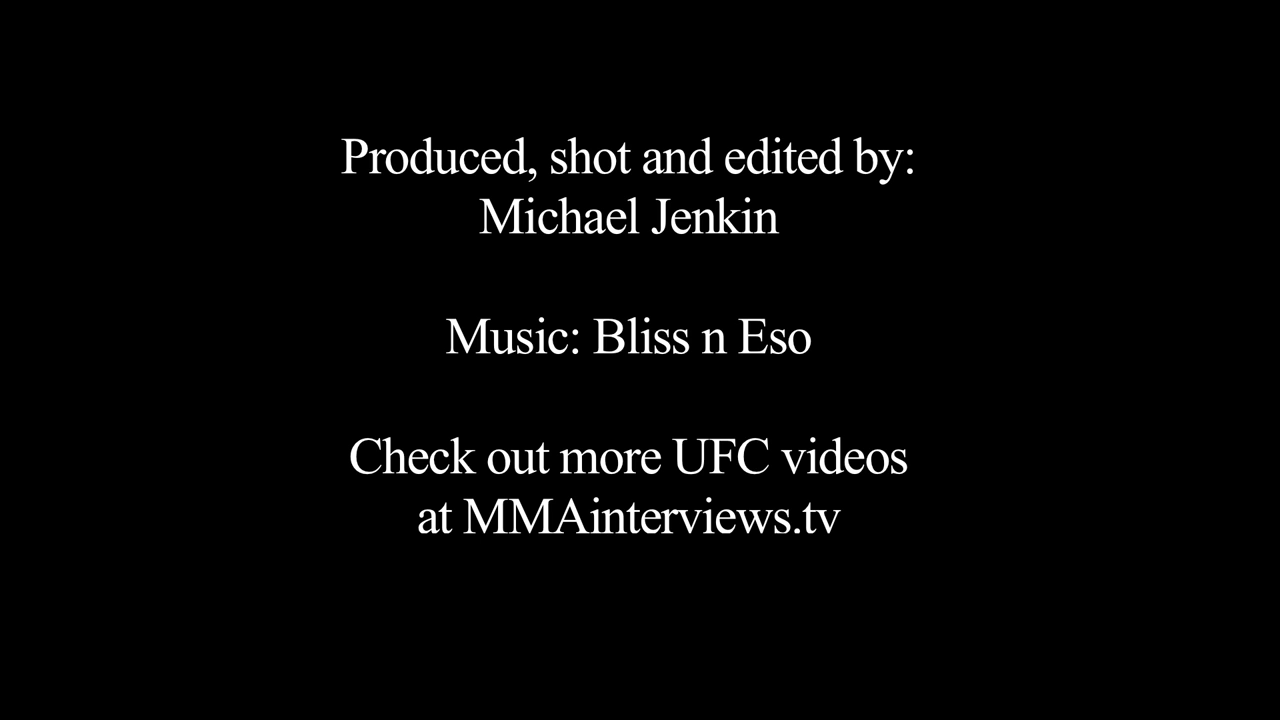 Produced, shot and edited by:
Michael Jenkin
Music: Bliss n Eso
Check out more UFC videos
at MMAinterviews.tv